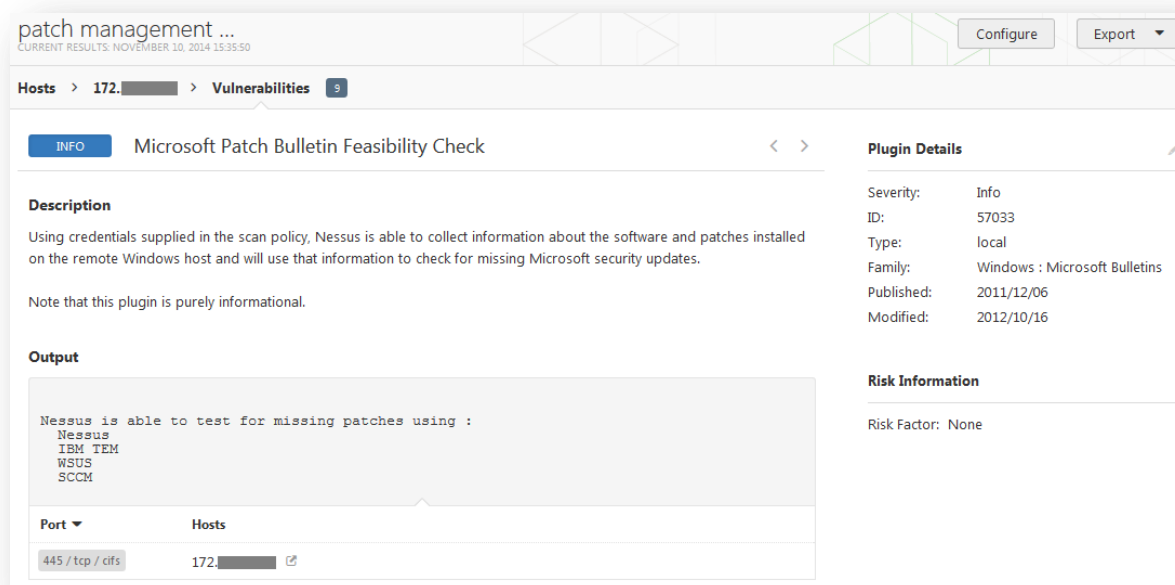 patch management ...
CURRENT RESULTS: NOVEMBER 10, 2014 15:35:50
Configure
Export
Hosts > 172. > Vulnerabilities 9
INFO
Microsoft Patch Bulletin Feasibility Check
Description
Using credentials supplied in the scan policy, Nessus is able to collect information about the software and patches installed
on the remote Windows host and will use that information to check for missing Microsoft security updates.
Note that this plugin is purely informational.
Output
Nessus is able to test for missing patches using :
Nessus
IBM TEM
WSUS
SCCM
Port Hosts
445 / tcp / cifs 172.
Plugin Details
Severity: Info
ID: 57033
Type: local
Family: Windows : Microsoft Bulletins
Published: 2011/12/06
Modified: 2012/10/16
Risk Information
Risk Factor: None